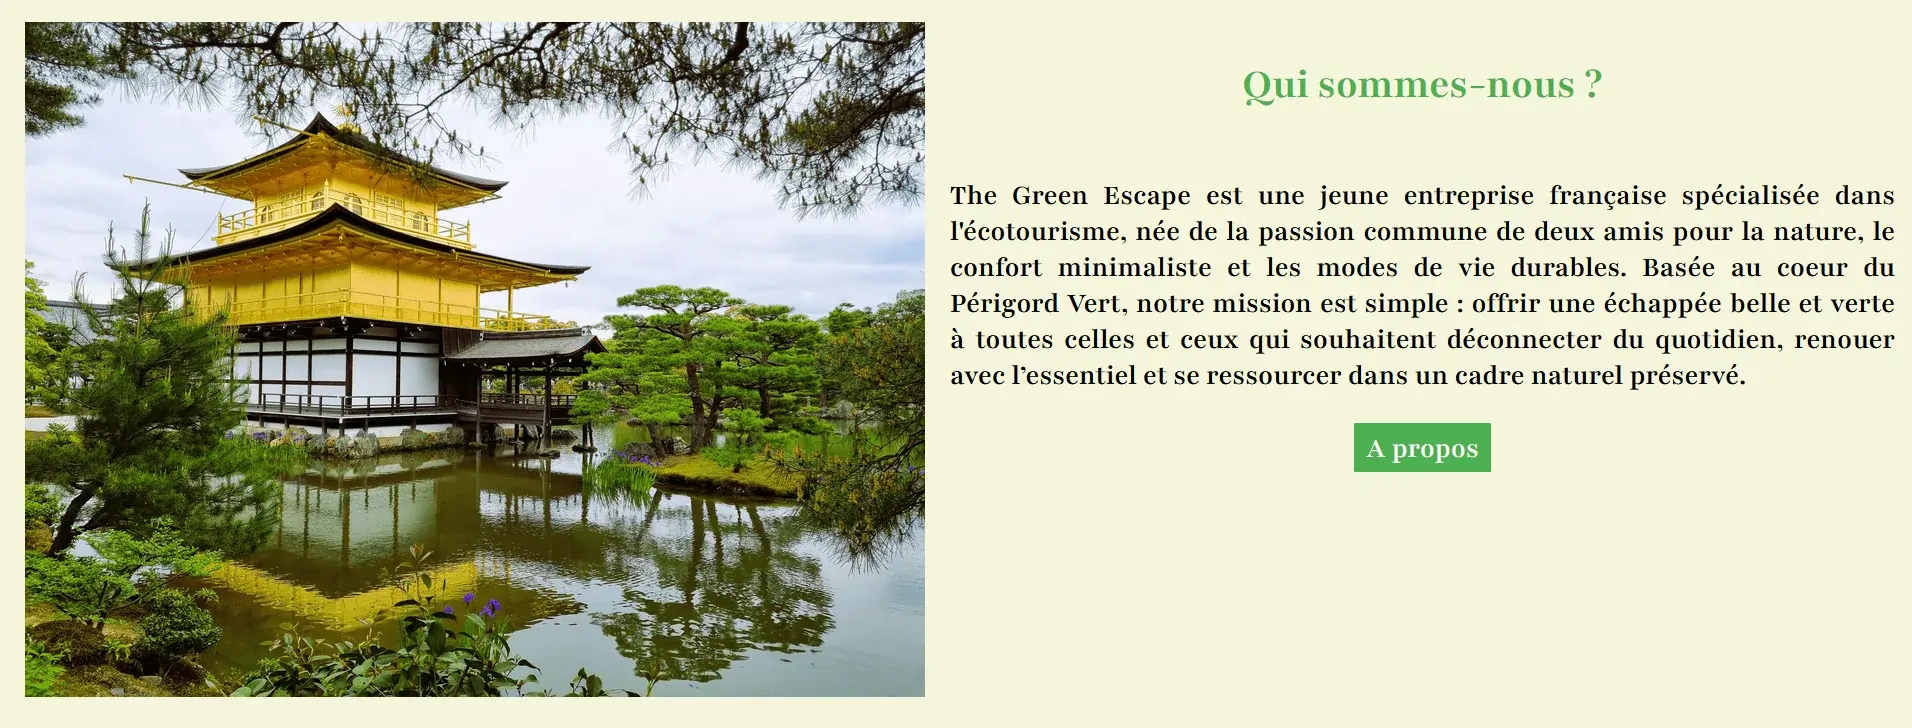 Qui sommes-nous ?
The Green Escape est une jeune entreprise française spécialisée dans
l'écotourisme, née de la passion commune de deux amis pour la nature, le
confort minimaliste et les modes de vie durables. Basée au coeur du
Périgord Vert, notre mission est simple : offrir une échappée belle et verte
à toutes celles et ceux qui souhaitent déconnecter du quotidien, renouer
avec l’essentiel et se ressourcer dans un cadre naturel préservé.
A propos